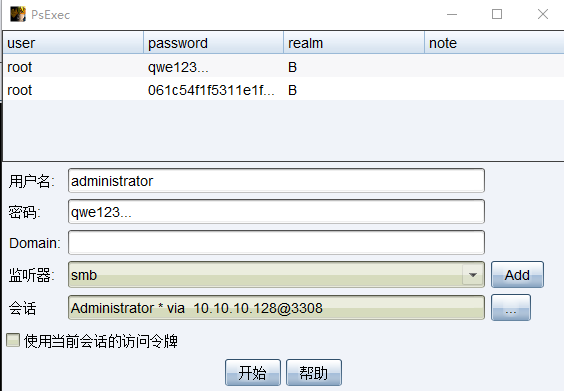 PsExec
user password realm note
root qwe123... B
root 061c54f1f5311e1f... B
用户名: administrator
密码: qwe123...
Domain:
监听器: smb Add
会话 Administrator * via 10.10.10.128@3308 ...
使用当前会话的访问令牌
开始 帮助